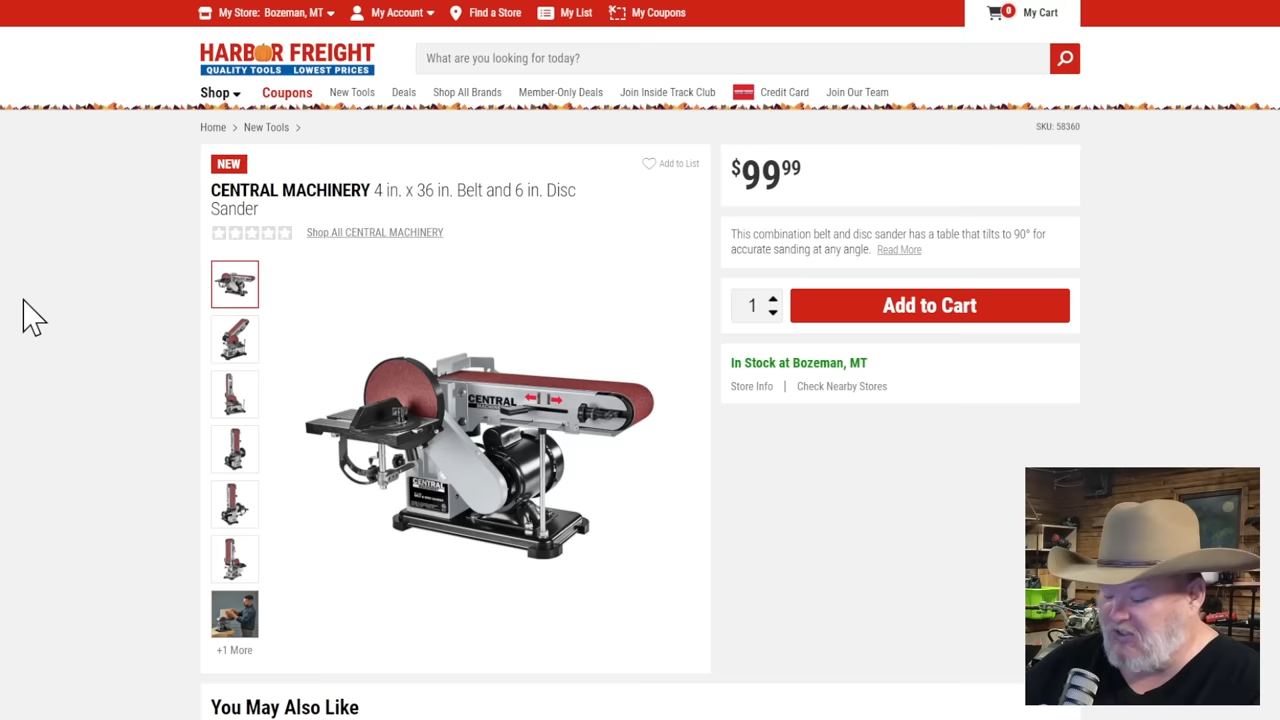 My Store: Bozeman, MT
My Account
Find a Store
My List
My Coupons
0
My Cart
HARBOR FREIGHT
QUALITY TOOLS LOWEST PRICES
What are you looking for today?
Shop
Coupons
New Tools
Deals
Shop All Brands
Member-Only Deals
Join Inside Track Club
Credit Card
Join Our Team
Home
New Tools
SKU: 58360
NEW
Add to List
CENTRAL MACHINERY 4 in. x 36 in. Belt and 6 in. Disc
Sander
Shop All CENTRAL MACHINERY
+1 More
CENTRAL
MACHINERY
CENTRAL
$99 99
This combination belt and disc sander has a table that tilts to 90° for
accurate sanding at any angle. Read More
1
Add to Cart
In Stock at Bozeman, MT
Store Info | Check Nearby Stores
You May Also Like